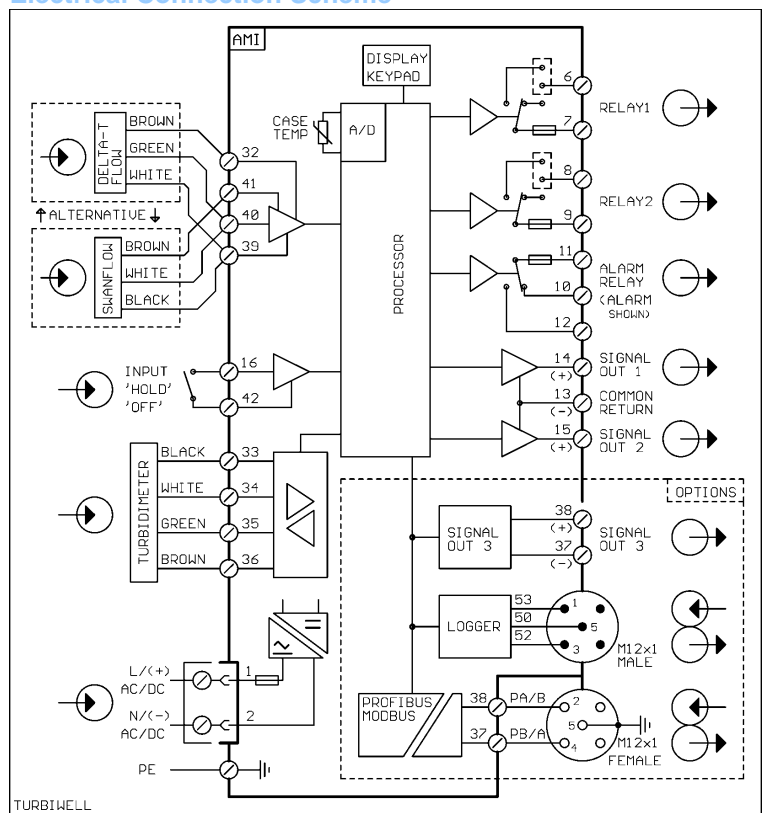 Electrical Connection Scheme
AMI
DISPLAY
KEYPAD
CASE
TEMP
A/D
PROCESSOR
DELTA-T
FLOW
BROWN
GREEN
WHITE
32
41
40
39
↑ALTERNATIVE↓
SWANFLOW
BROWN
WHITE
BLACK
INPUT
'HOLD'
'OFF'
16
42
TURBIDIMETER
BLACK
WHITE
GREEN
BROWN
33
34
35
36
L/(+)
AC/DC
1
N/(-)
AC/DC
2
PE
6
7
RELAY1
8
9
RELAY2
11
10
12
ALARM
RELAY
(ALARM
SHOWN)
14
(+)
SIGNAL
OUT 1
13
(-)
COMMON
RETURN
15
(+)
SIGNAL
OUT 2
OPTIONS
SIGNAL
OUT 3
38
(+)
37
(-)
SIGNAL
OUT 3
LOGGER
53
50
52
1
5
3
M12x1
MALE
PROFIBUS
MODBUS
38
PA/B
37
PB/A
2
5
4
M12x1
FEMALE
TURBIWELL